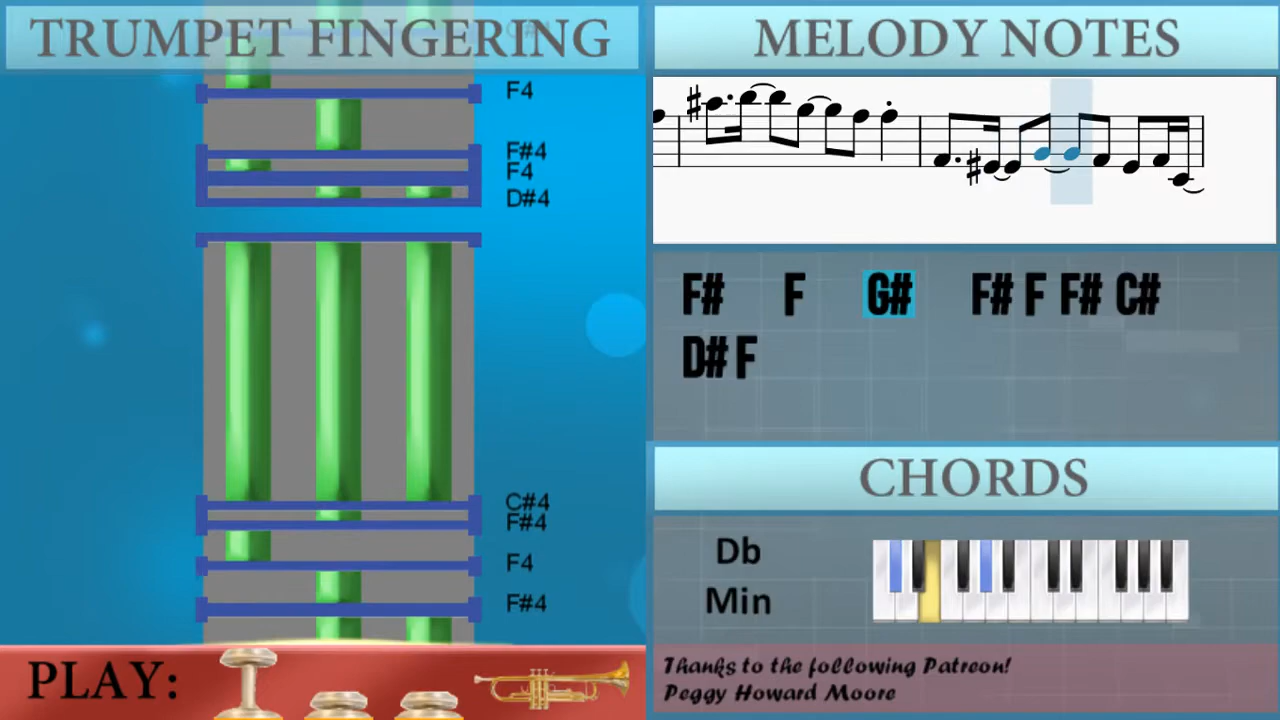 TRUMPET FINGERING
F4
F#4
F4
D#4
C#4
F#4
F4
F#4
PLAY:
MELODY NOTES
F# F G# F# F F# C#
D# F
CHORDS
Db
Min
Thanks to the following Patreon!
Peggy Howard Moore